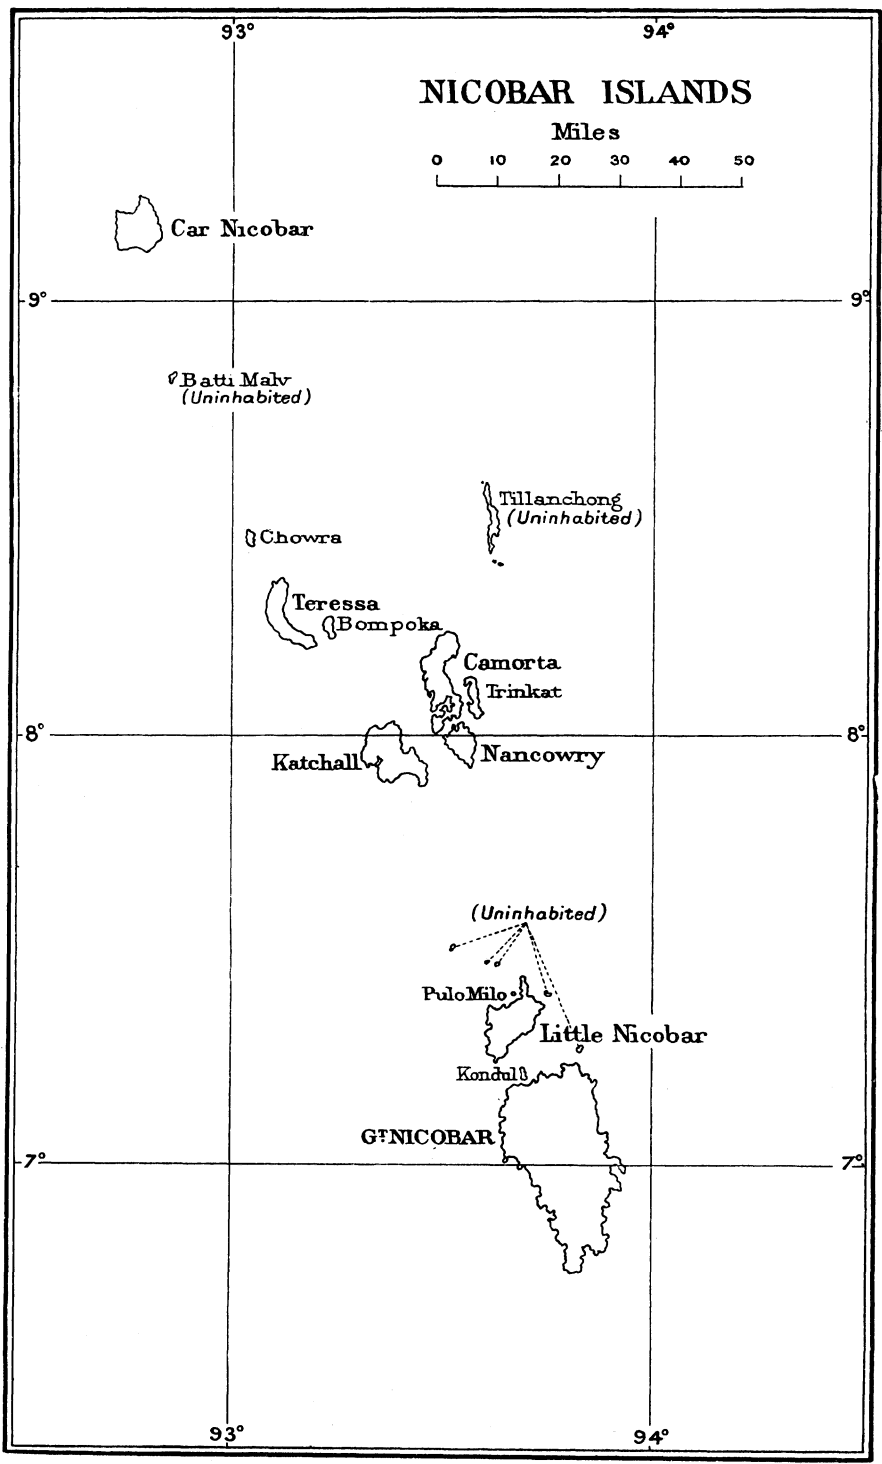 93° 94°
NICOBAR ISLANDS
Miles
0 10 20 30 40 50
Car Nicobar
9° 9°
Batti Malv
(Uninhabited)
Tillanchong
(Uninhabited)
Chowra
Teressa
Bompoka
Camorta
Trinkat
8° 8°
Nancowry
Katchall
(Uninhabited)
Pulo Milo
Little Nicobar
Kondul
GT. NICOBAR
7° 7°
93° 94°